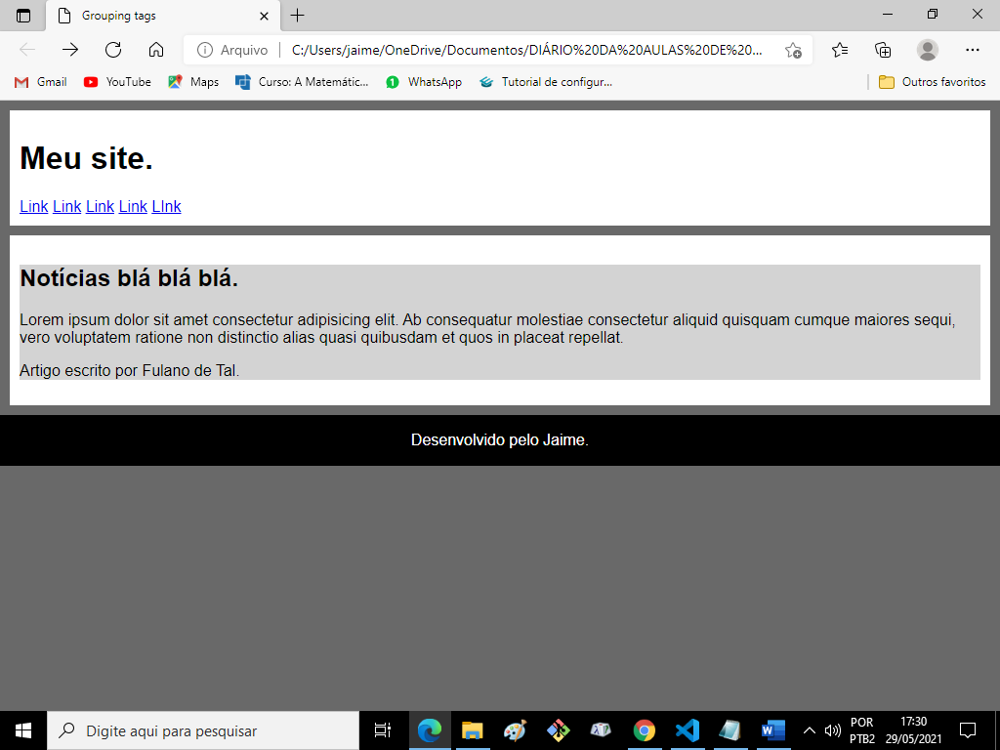 Grouping tags
Arquivo
C:/Users/jaime/OneDrive/Documentos/DIÁRIO%20DA%20AULAS%20DE%20...
Gmail
YouTube
Maps
Curso: A Matemátic...
WhatsApp
Tutorial de configur...
Outros favoritos
Meu site.
Link Link Link Link LInk
Notícias blá blá blá.
Lorem ipsum dolor sit amet consectetur adipisicing elit. Ab consequatur molestiae consectetur aliquid quisquam cumque maiores sequi,
vero voluptatem ratione non distinctio alias quasi quibusdam et quos in placeat repellat.
Artigo escrito por Fulano de Tal.
Desenvolvido pelo Jaime.
Digite aqui para pesquisar
POR
PTB2
17:30
29/05/2021